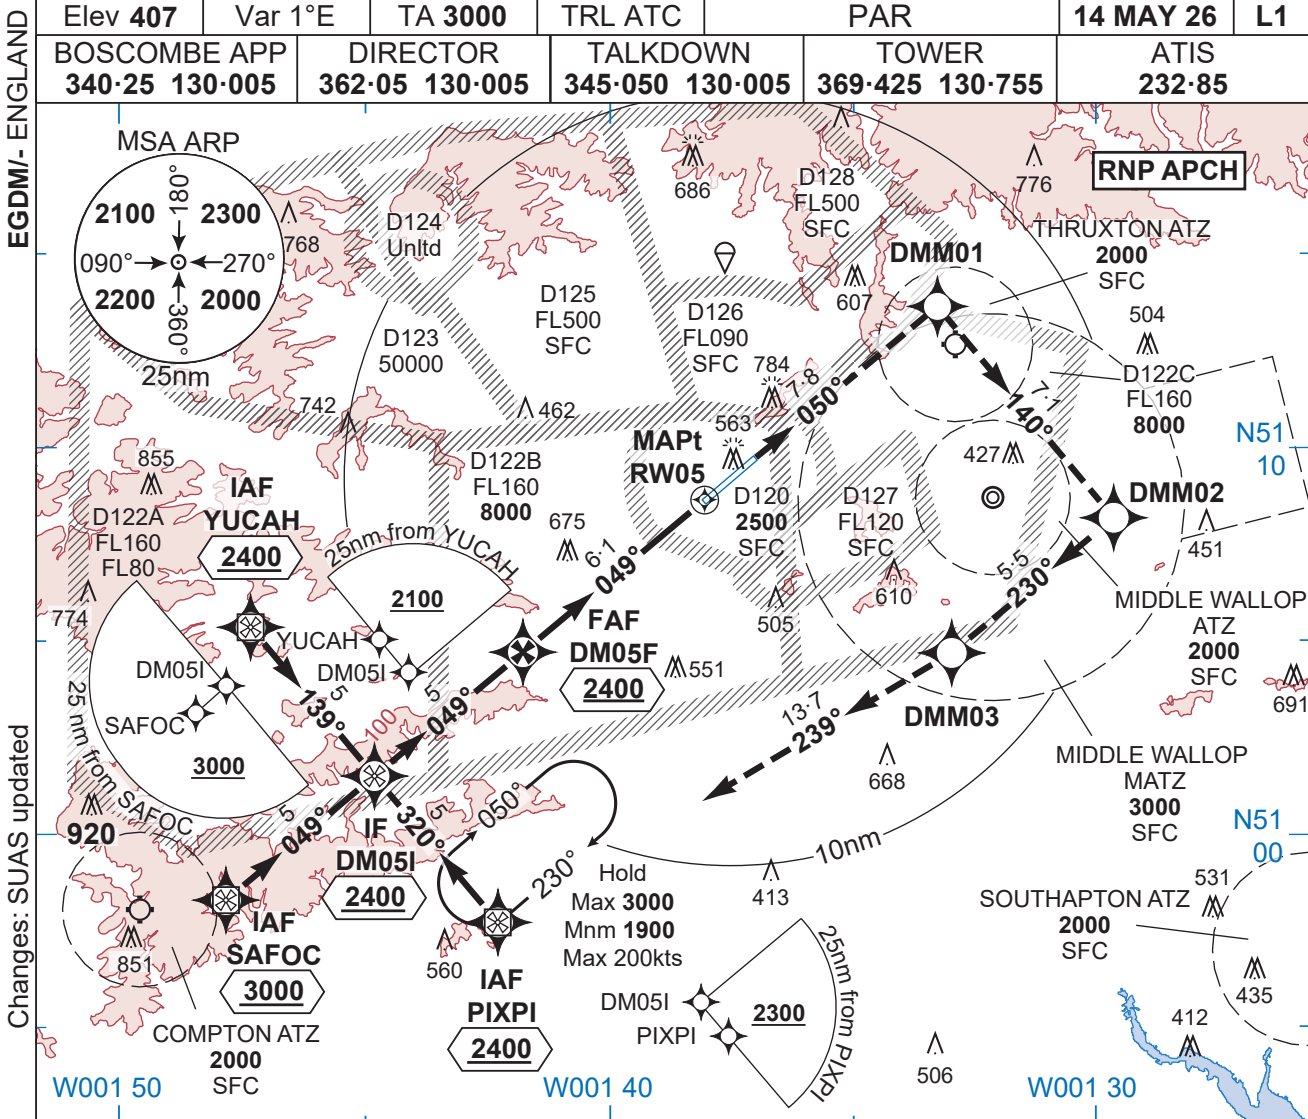 EGDM/- ENGLAND
Changes: SUAS updated
Elev 407
Var 1°E
TA 3000
TRL ATC
PAR
14 MAY 26
L1
BOSCOMBE APP
340·25 130·005
DIRECTOR
362·05 130·005
TALKDOWN
345·050 130·005
TOWER
369·425 130·755
ATIS
232·85
MSA ARP
180°
2100
2300
090°
270°
2200
2000
360°
25nm
768
D124
Unltd
686
D128
FL500
SFC
776
RNP APCH
THRUXTON ATZ
2000
SFC
DMM01
607
504
D125
FL500
SFC
D126
FL090
SFC
D123
50000
784
7·8
050°
7·1
140°
D122C
FL160
8000
742
462
563
MAPt
RW05
427
N51
10
855
IAF
YUCAH
2400
D122A
FL160
FL80
D122B
FL160
8000
675
D120
2500
SFC
D127
FL120
SFC
DMM02
451
25nm from YUCAH
2100
YUCAH
DM05I
6·1
049°
5·5
230°
774
610
505
MIDDLE WALLOP
ATZ
2000
SFC
FAF
DM05F
2400
551
DM05I
SAFOC
3000
25 nm from SAFOC
5
139°
100
5
049°
13·7
239°
DMM03
691
668
MIDDLE WALLOP
MATZ
3000
SFC
920
5
049°
IF
DM05I
2400
5
320°
050°
230°
10nm
N51
00
Hold
Max 3000
Mnm 1900
Max 200kts
413
531
SOUTHAPTON ATZ
2000
SFC
435
851
IAF
SAFOC
3000
560
IAF
PIXPI
2400
COMPTON ATZ
2000
SFC
DM05I
PIXPI
2300
25nm from PIXPI
506
412
W001 50
W001 40
W001 30